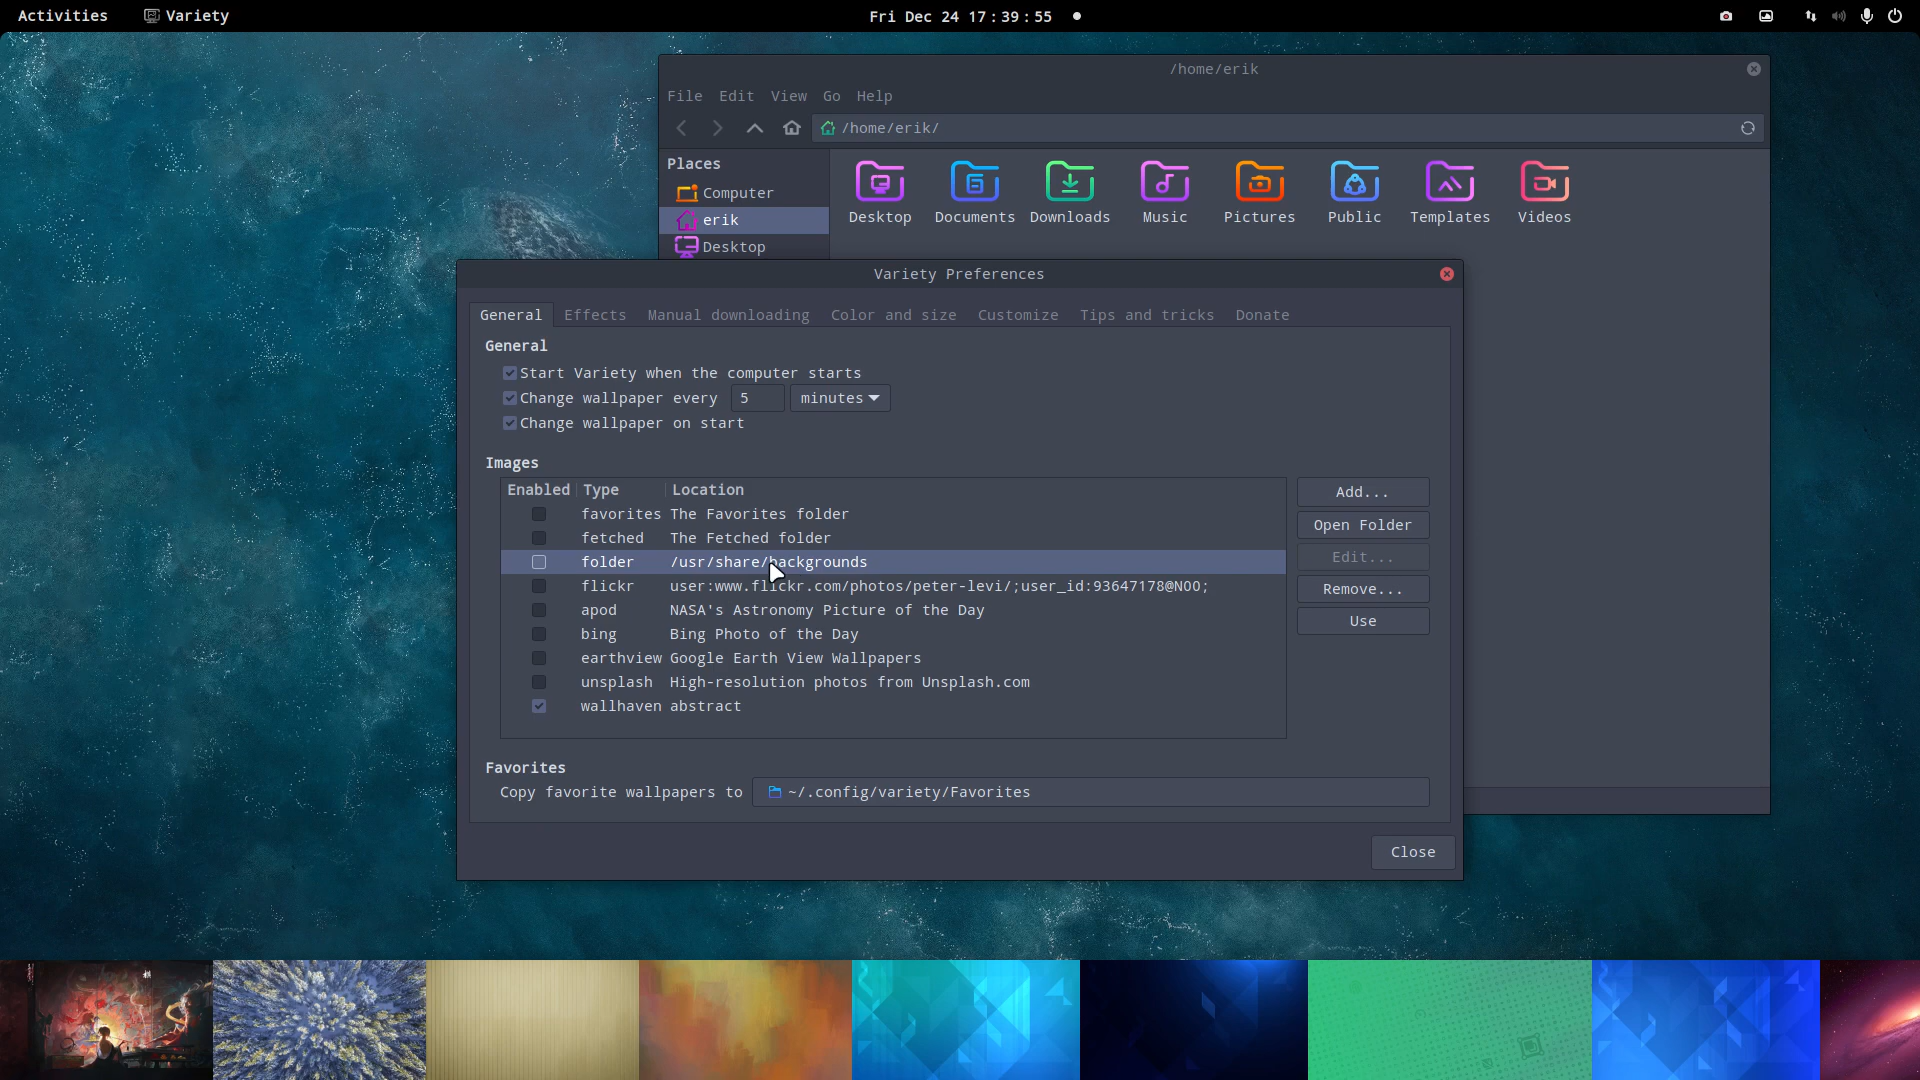 Activities Variety Fri Dec 24 17:39:55
/home/erik
File Edit View Go Help
/home/erik/
Places
Computer
erik
Desktop
Desktop Documents Downloads Music Pictures Public Templates Videos
Variety Preferences
General Effects Manual downloading Color and size Customize Tips and tricks Donate
General
Start Variety when the computer starts
Change wallpaper every 5 minutes
Change wallpaper on start
Images
Enabled Type Location
favorites The Favorites folder
fetched The Fetched folder
folder /usr/share/backgrounds
flickr user:www.flickr.com/photos/peter-levi/;user_id:93647178@N00;
apod NASA's Astronomy Picture of the Day
bing Bing Photo of the Day
earthview Google Earth View Wallpapers
unsplash High-resolution photos from Unsplash.com
wallhaven abstract
Add...
Open Folder
Edit...
Remove...
Use
Favorites
Copy favorite wallpapers to ~/.config/variety/Favorites
Close